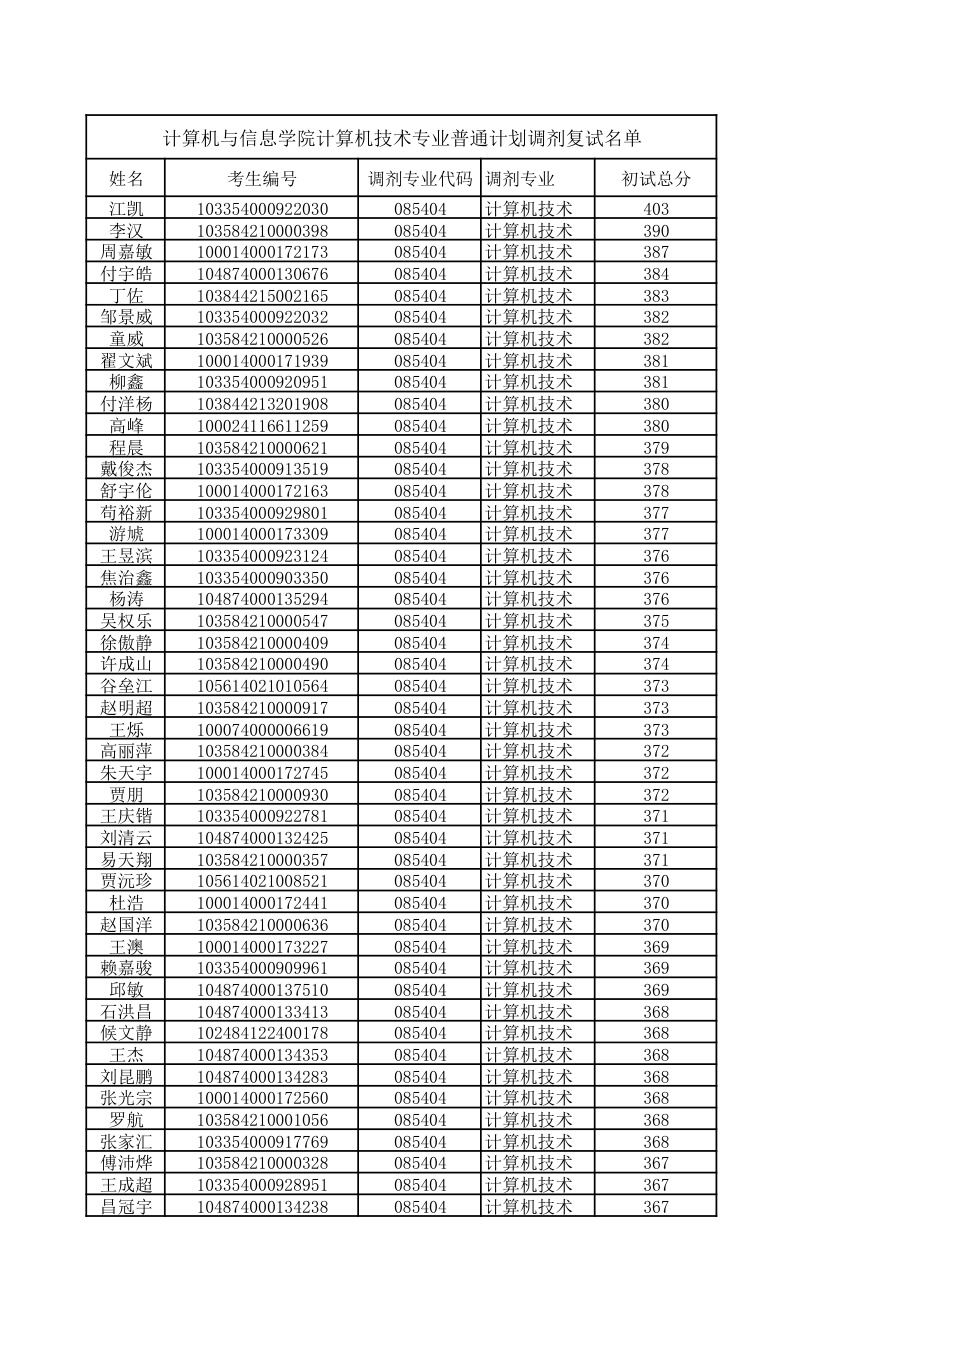 计算机与信息学院计算机技术专业普通计划调剂复试名单
姓名 考生编号 调剂专业代码 调剂专业 初试总分
江凯 103354000922030 085404 计算机技术 403
李汉 103584210000398 085404 计算机技术 390
周嘉敏 100014000172173 085404 计算机技术 387
付宇皓 104874000130676 085404 计算机技术 384
丁佐 103844215002165 085404 计算机技术 383
邹景威 103354000922032 085404 计算机技术 382
童威 103584210000526 085404 计算机技术 382
翟文斌 100014000171939 085404 计算机技术 381
柳鑫 103354000920951 085404 计算机技术 381
付洋杨 103844213201908 085404 计算机技术 380
高峰 100024116611259 085404 计算机技术 380
程晨 103584210000621 085404 计算机技术 379
戴俊杰 103354000913519 085404 计算机技术 378
舒宇伦 100014000172163 085404 计算机技术 378
苟裕新 103354000929801 085404 计算机技术 377
游虓 100014000173309 085404 计算机技术 377
王昱滨 103354000923124 085404 计算机技术 376
焦治鑫 103354000903350 085404 计算机技术 376
杨涛 104874000135294 085404 计算机技术 376
吴权乐 103584210000547 085404 计算机技术 375
徐傲静 103584210000409 085404 计算机技术 374
许成山 103584210000490 085404 计算机技术 374
谷垒江 105614021010564 085404 计算机技术 373
赵明超 103584210000917 085404 计算机技术 373
王烁 100074000006619 085404 计算机技术 373
高丽萍 103584210000384 085404 计算机技术 372
朱天宇 100014000172745 085404 计算机技术 372
贾朋 103584210000930 085404 计算机技术 372
王庆锴 103354000922781 085404 计算机技术 371
刘清云 104874000132425 085404 计算机技术 371
易天翔 103584210000357 085404 计算机技术 371
贾沅珍 105614021008521 085404 计算机技术 370
杜浩 100014000172441 085404 计算机技术 370
赵国洋 103584210000636 085404 计算机技术 370
王澳 100014000173227 085404 计算机技术 369
赖嘉骏 103354000909961 085404 计算机技术 369
邱敏 104874000137510 085404 计算机技术 369
石洪昌 104874000133413 085404 计算机技术 368
候文静 102484122400178 085404 计算机技术 368
王杰 104874000134353 085404 计算机技术 368
刘昆鹏 104874000134283 085404 计算机技术 368
张光宗 100014000172560 085404 计算机技术 368
罗航 103584210001056 085404 计算机技术 368
张家汇 103354000917769 085404 计算机技术 368
傅沛烨 103584210000328 085404 计算机技术 367
王成超 103354000928951 085404 计算机技术 367
昌冠宇 104874000134238 085404 计算机技术 367